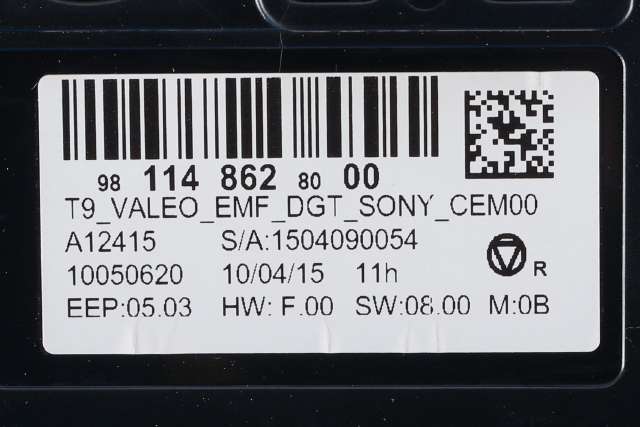 98 114 862 80 00
T9_VALEO_EMF_DGT_SONY_CEM00
A12415 S/A:1504090054
10050620 10/04/15 11h R
EEP:05.03 HW: F.00 SW:08.00 M:0B